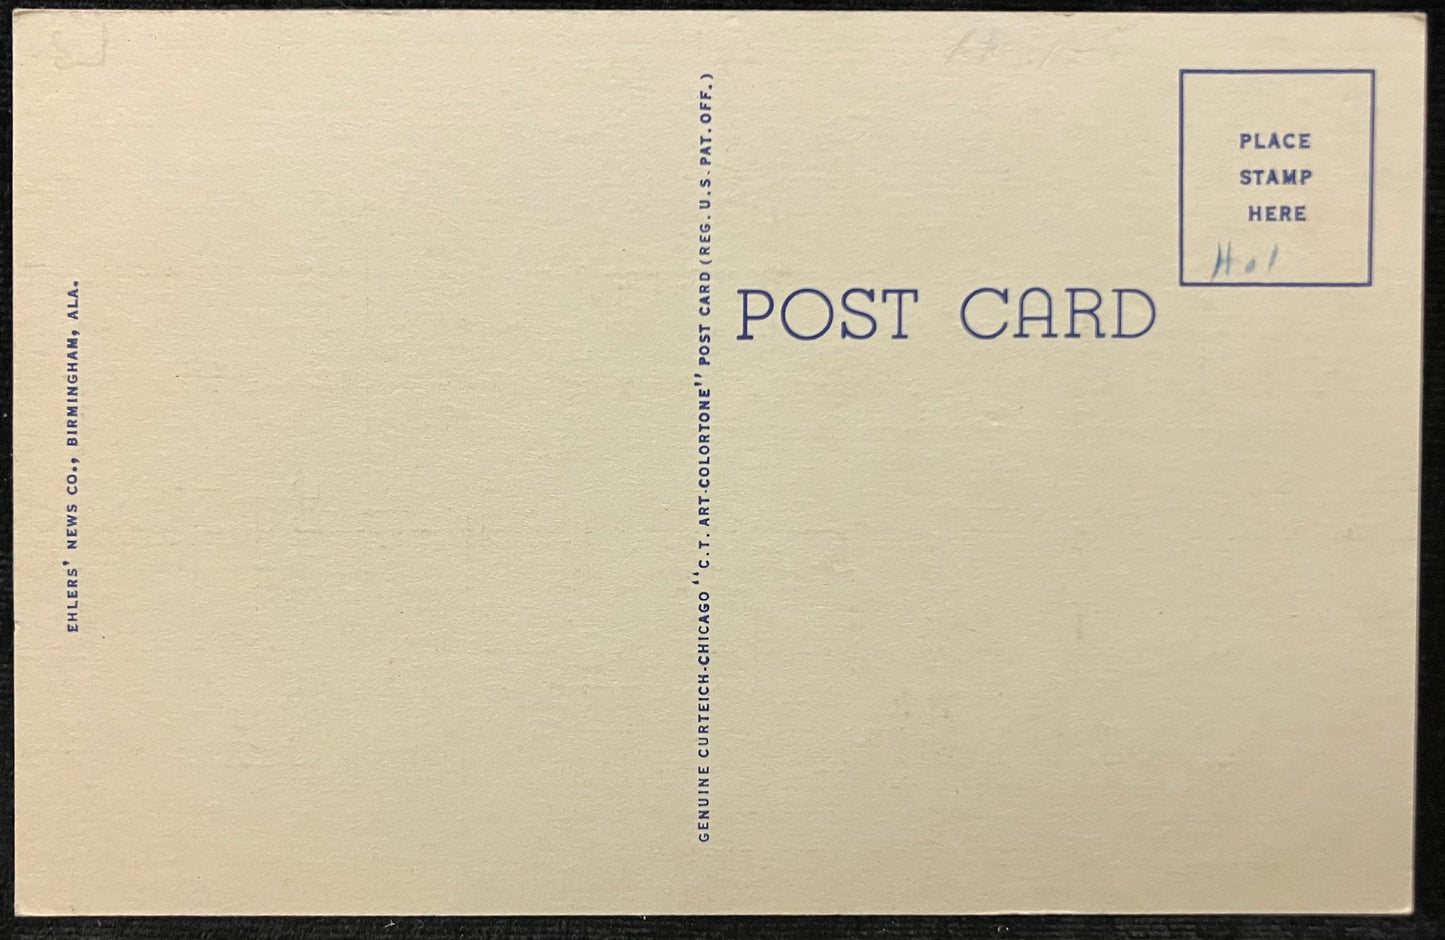 EHLERS' NEWS CO., BIRMINGHAM, ALA.
GENUINE CURTEICH-CHICAGO "C.T. ART-COLORTONE" POST CARD (REG. U.S. PAT. OFF.)
POST CARD
PLACE
STAMP
HERE